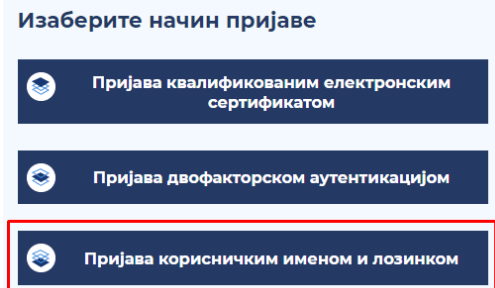 Изаберите начин пријаве
Пријава квалификованим електронским
сертификатом
Пријава двофакторском аутентикацијом
Пријава корисничким именом и лозинком